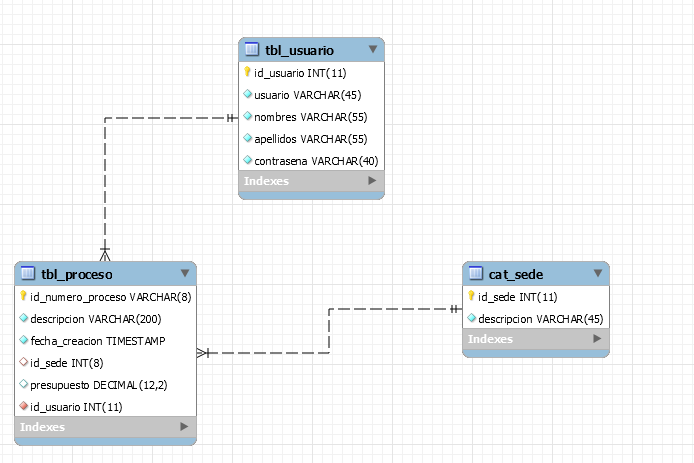 tbl_usuario
id_usuario INT(11)
usuario VARCHAR(45)
nombres VARCHAR(55)
apellidos VARCHAR(55)
contrasena VARCHAR(40)
Indexes
tbl_proceso
id_numero_proceso VARCHAR(8)
descripcion VARCHAR(200)
fecha_creacion TIMESTAMP
id_sede INT(8)
presupuesto DECIMAL(12,2)
id_usuario INT(11)
Indexes
cat_sede
id_sede INT(11)
descripcion VARCHAR(45)
Indexes